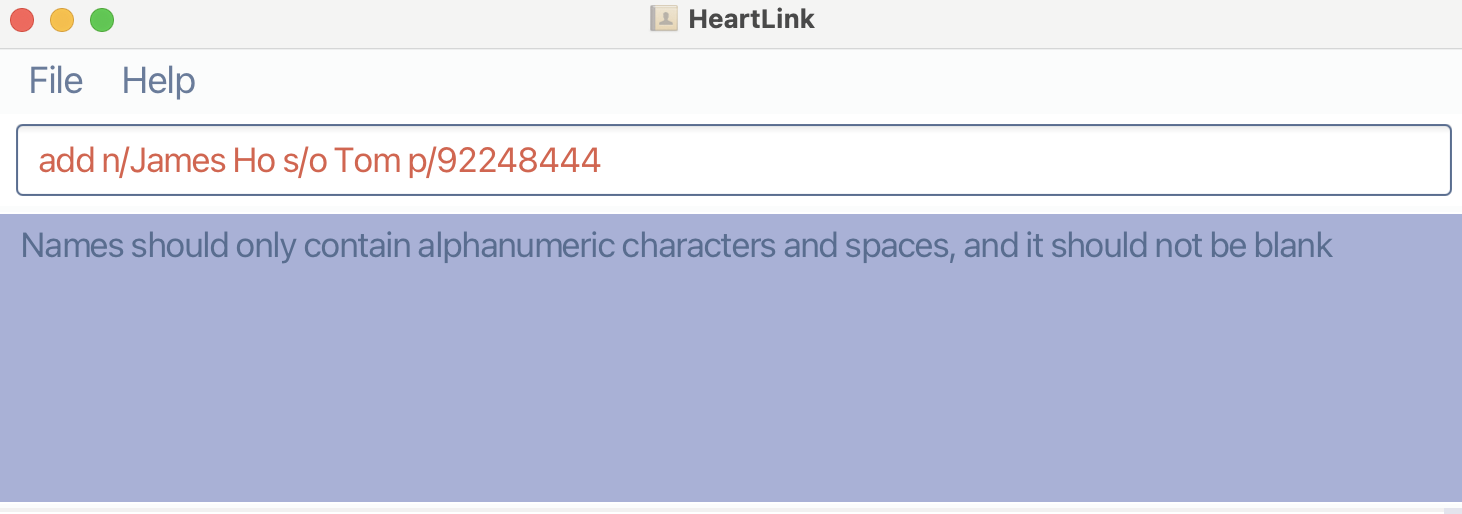 HeartLink
File Help
add n/James Ho s/o Tom p/92248444
Names should only contain alphanumeric characters and spaces, and it should not be blank